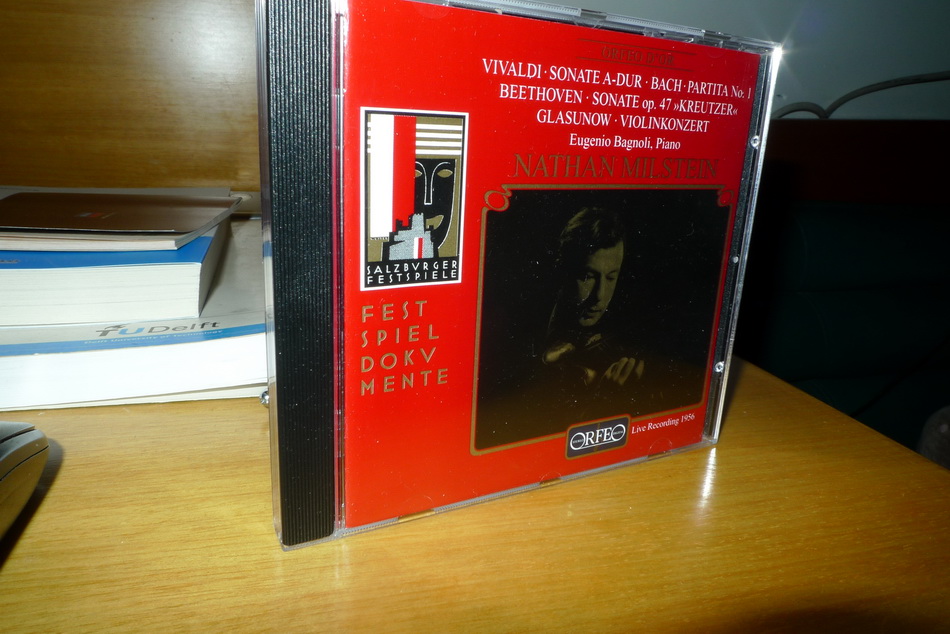 VIVALDI · SONATE A-DUR · BACH · PARTITA No. 1
BEETHOVEN · SONATE op. 47 »KREUTZER«
GLASUNOW · VIOLINKONZERT
Eugenio Bagnoli, Piano
NATHAN MILSTEIN
SALZBVRGER
FESTSPIELE
FEST
SPIEL
DOKV
MENTE
ORFEO
Live Recording 1956
TU Delft